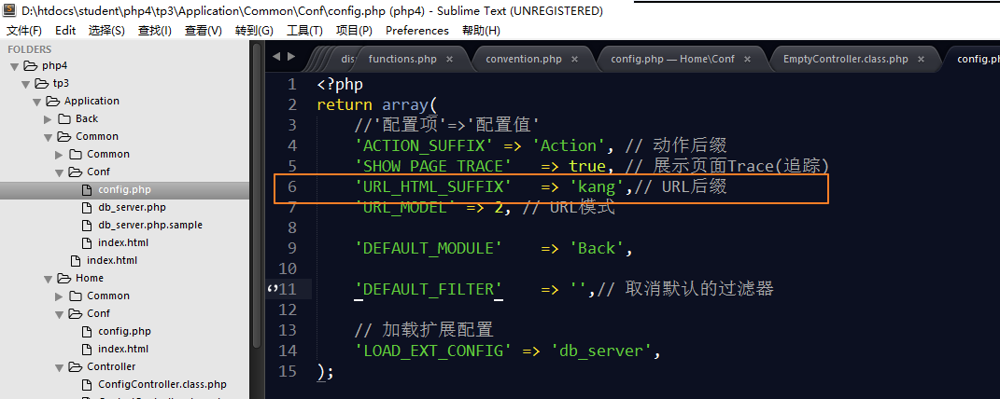 D:\htdocs\student\php4\tp3\Application\Common\Conf\config.php (php4) - Sublime Text (UNREGISTERED)
文件(F) Edit 选择(S) 查找(I) 查看(V) 转到(G) 工具(T) 项目(P) Preferences 帮助(H)
FOLDERS
php4
tp3
Application
Back
Common
Common
Conf
config.php
db_server.php
db_server.php.sample
index.html
index.html
Home
Common
Conf
config.php
index.html
Controller
ConfigController.class.php
dis functions.php × convention.php × config.php — Home\Conf × EmptyController.class.php × config.ph
1 <?php
2 return array(
3 //'配置项'=>'配置值'
4 'ACTION_SUFFIX' => 'Action', // 动作后缀
5 'SHOW_PAGE_TRACE' => true, // 展示页面Trace(追踪)
6 'URL_HTML_SUFFIX' => 'kang',// URL后缀
7 'URL_MODEL' => 2, // URL模式
8
9 'DEFAULT_MODULE' => 'Back',
10
11 'DEFAULT_FILTER' => '',// 取消默认的过滤器
12
13 // 加载扩展配置
14 'LOAD_EXT_CONFIG' => 'db_server',
15 );